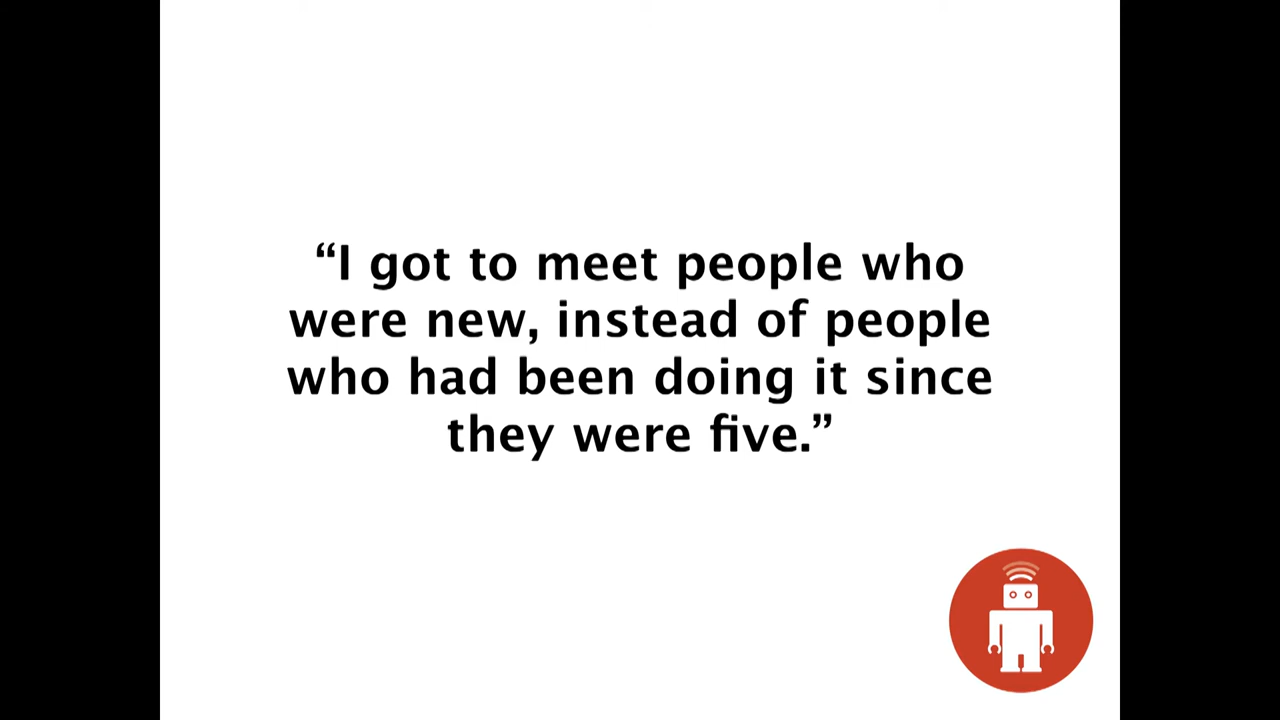 “I got to meet people who
were new, instead of people
who had been doing it since
they were five.”